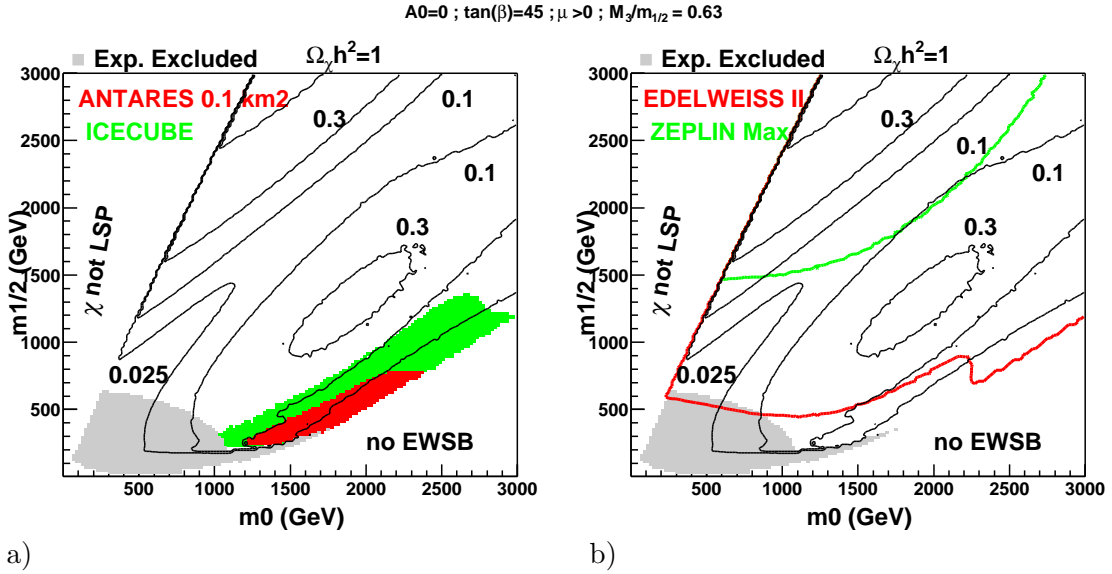 A0=0 ; tan(β)=45 ; μ >0 ; M₃/m₁/₂ = 0.63
Exp. Excluded
Ωχh²=1
ANTARES 0.1 km2
ICECUBE
0.1
0.3
0.1
0.3
0.025
χ not LSP
no EWSB
m1/2 (GeV)
3000
2500
2000
1500
1000
500
500 1000 1500 2000 2500 3000
m0 (GeV)
a)
Exp. Excluded
Ωχh²=1
EDELWEISS II
ZEPLIN Max
0.3
0.1
0.1
0.3
0.025
χ not LSP
no EWSB
m1/2 (GeV)
3000
2500
2000
1500
1000
500
500 1000 1500 2000 2500 3000
m0 (GeV)
b)